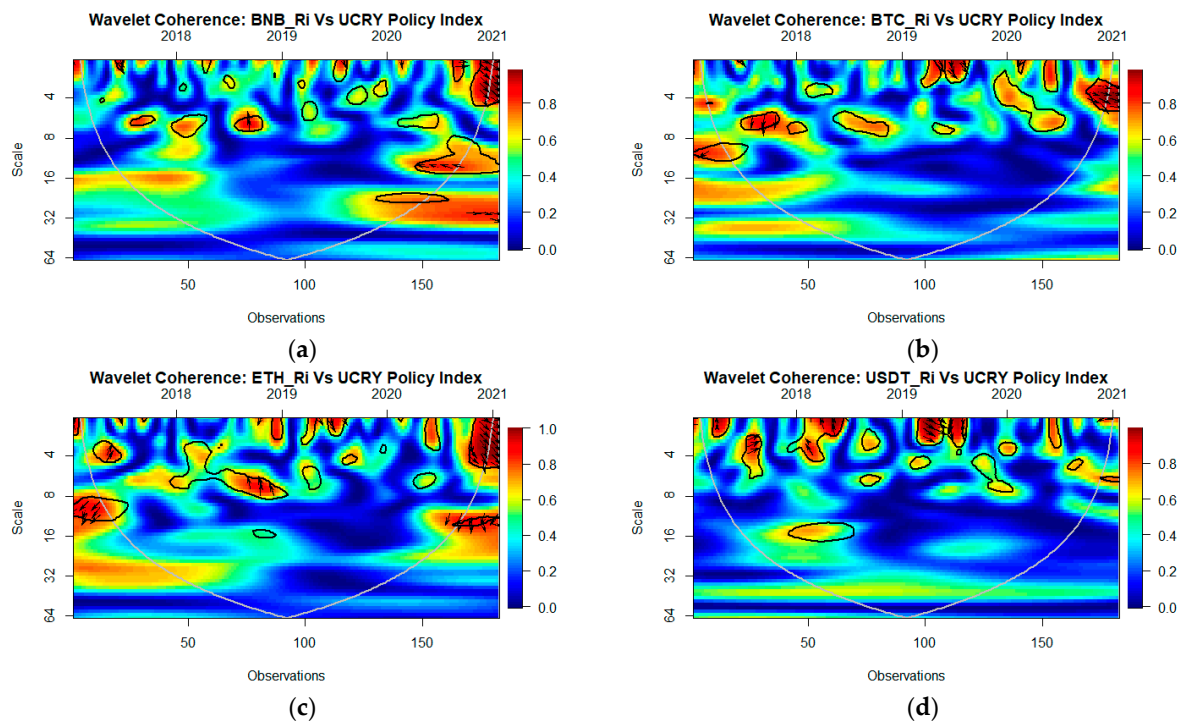 Wavelet Coherence: BNB_Ri Vs UCRY Policy Index
2018 2019 2020 2021
Scale
4
8
16
32
64
0.8
0.6
0.4
0.2
0.0
50 100 150
Observations
(a)
Wavelet Coherence: BTC_Ri Vs UCRY Policy Index
2018 2019 2020 2021
Scale
4
8
16
32
64
0.8
0.6
0.4
0.2
0.0
50 100 150
Observations
(b)
Wavelet Coherence: ETH_Ri Vs UCRY Policy Index
2018 2019 2020 2021
Scale
4
8
16
32
64
1.0
0.8
0.6
0.4
0.2
0.0
50 100 150
Observations
(c)
Wavelet Coherence: USDT_Ri Vs UCRY Policy Index
2018 2019 2020 2021
Scale
4
8
16
32
64
0.8
0.6
0.4
0.2
0.0
50 100 150
Observations
(d)